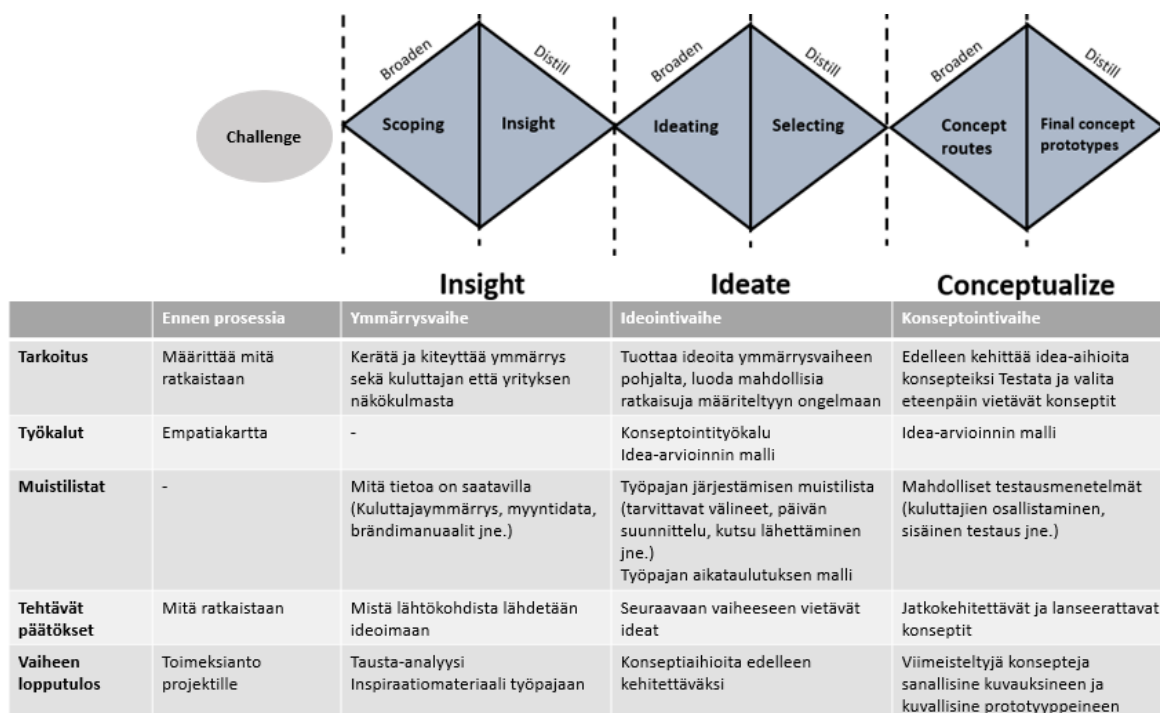 Broaden
Distill
Broaden
Distill
Broaden
Distill
Challenge
Scoping
Insight
Ideating
Selecting
Concept
routes
Final concept
prototypes
Insight
Ideate
Conceptualize
Ennen prosessia
Ymmärrysvaihe
Ideointivaihe
Konseptointivaihe
Tarkoitus
Määrittää mitä
ratkaistaan
Kerätä ja kiteyttää ymmärrys
sekä kuluttajan että yrityksen
näkökulmasta
Tuottaa ideoita ymmärrysvaiheen
pohjalta, luoda mahdollisia
ratkaisuja määriteltyyn ongelmaan
Edelleen kehittää idea-aihioita
konsepteiksi Testata ja valita
eteenpäin vietävät konseptit
Työkalut
Empatiakartta
-
Konseptointityökalu
Idea-arvioinnin malli
Idea-arvioinnin malli
Muistilistat
-
Mitä tietoa on saatavilla
(Kuluttajaymmärrys, myyntidata,
brändimanuaalit jne.)
Työpajan järjestämisen muistilista
(tarvittavat välineet, päivän
suunnittelu, kutsu lähettäminen
jne.)
Työpajan aikataulutuksen malli
Mahdolliset testausmenetelmät
(kuluttajien osallistaminen,
sisäinen testaus jne.)
Tehtävät
päätökset
Mitä ratkaistaan
Mistä lähtökohdista lähdetään
ideoimaan
Seuraavaan vaiheeseen vietävät
ideat
Jatkokehitettävät ja lanseerattavat
konseptit
Vaiheen
lopputulos
Toimeksianto
projektille
Tausta-analyysi
Inspiraatiomateriaali työpajaan
Konseptiaihioita edelleen
kehitettäväksi
Viimeisteltyjä konsepteja
sanallisine kuvauksineen ja
kuvallisine prototyyppeineen